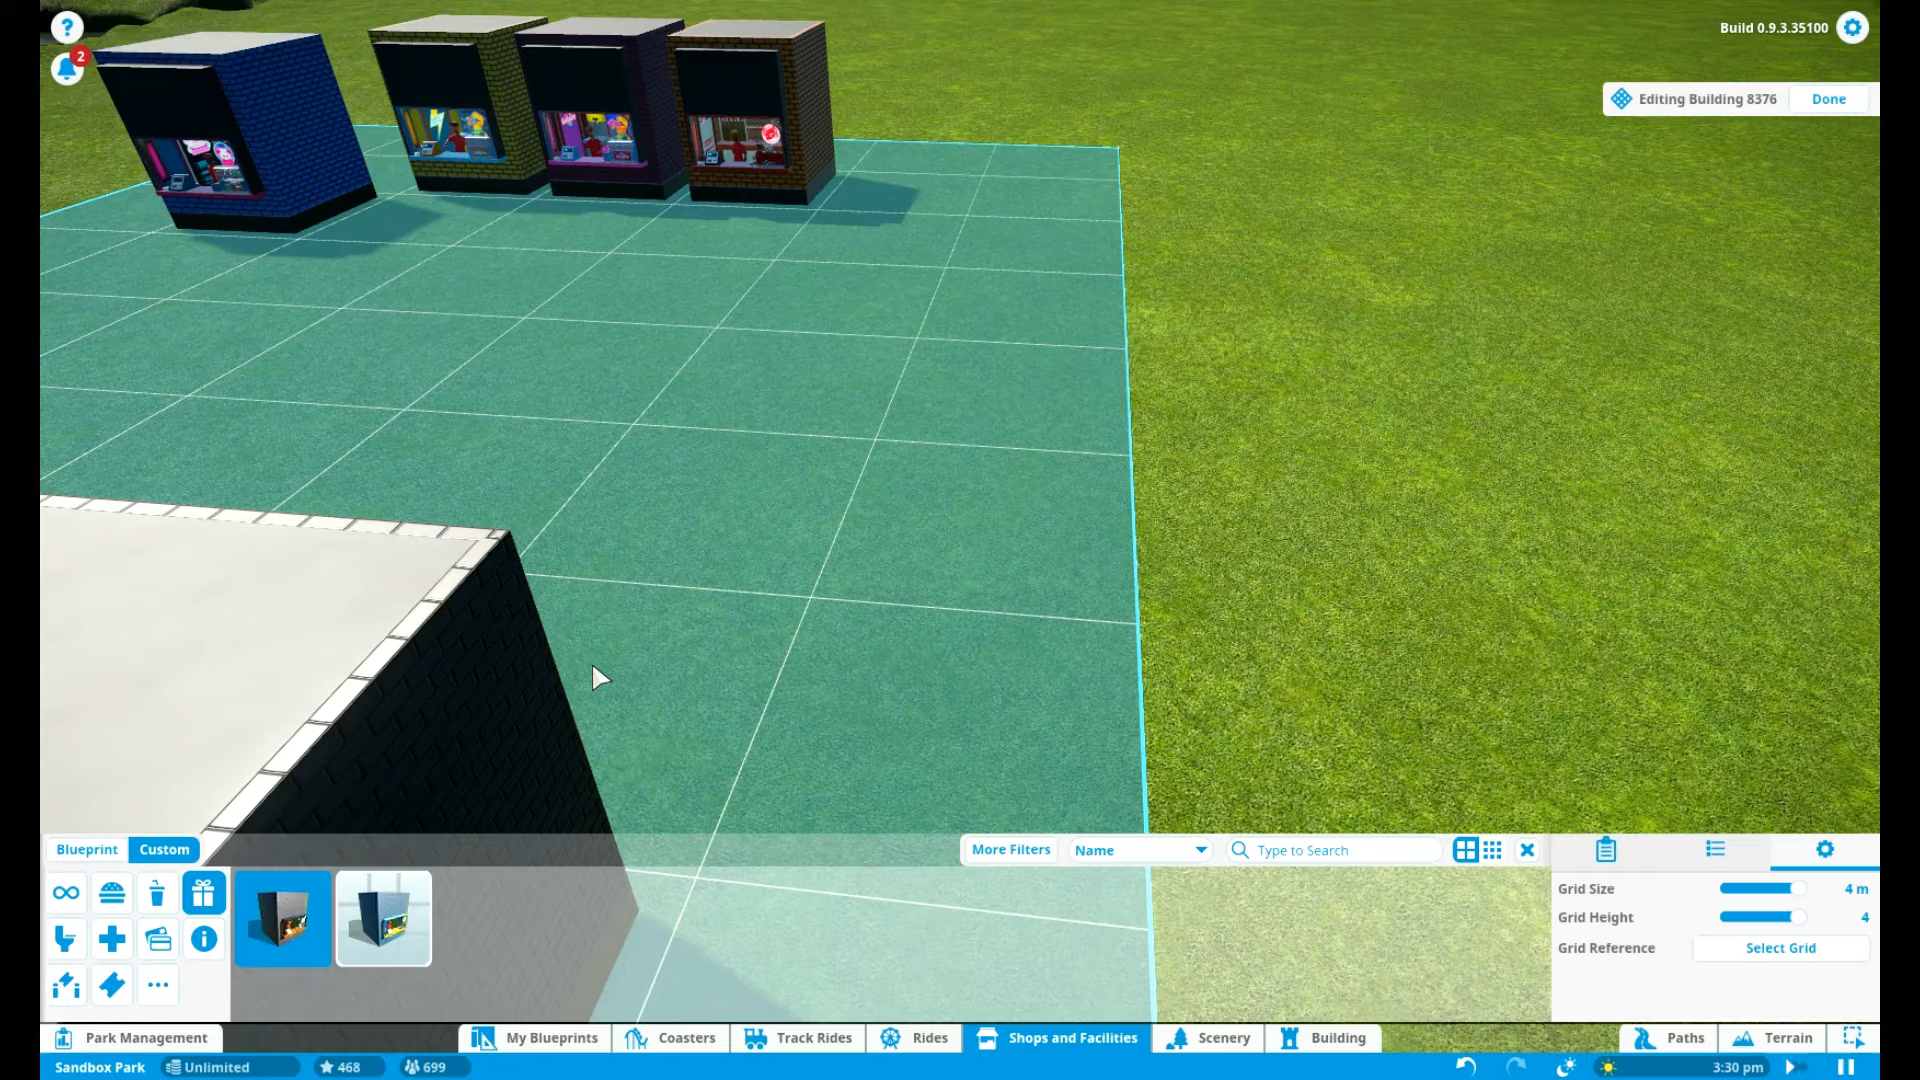 ?
2
Build 0.9.3.35100
Editing Building 8376 Done
Blueprint Custom
More Filters Name Type to Search
Grid Size 4 m
Grid Height 4
Grid Reference Select Grid
Park Management My Blueprints Coasters Track Rides Rides Shops and Facilities Scenery Building Paths Terrain
Sandbox Park Unlimited 468 699 3:30 pm